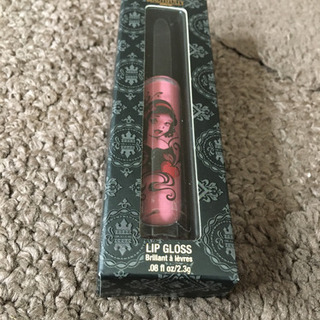 LIP GLOSS
Brillant à lèvres
.08 fl oz/2.3g